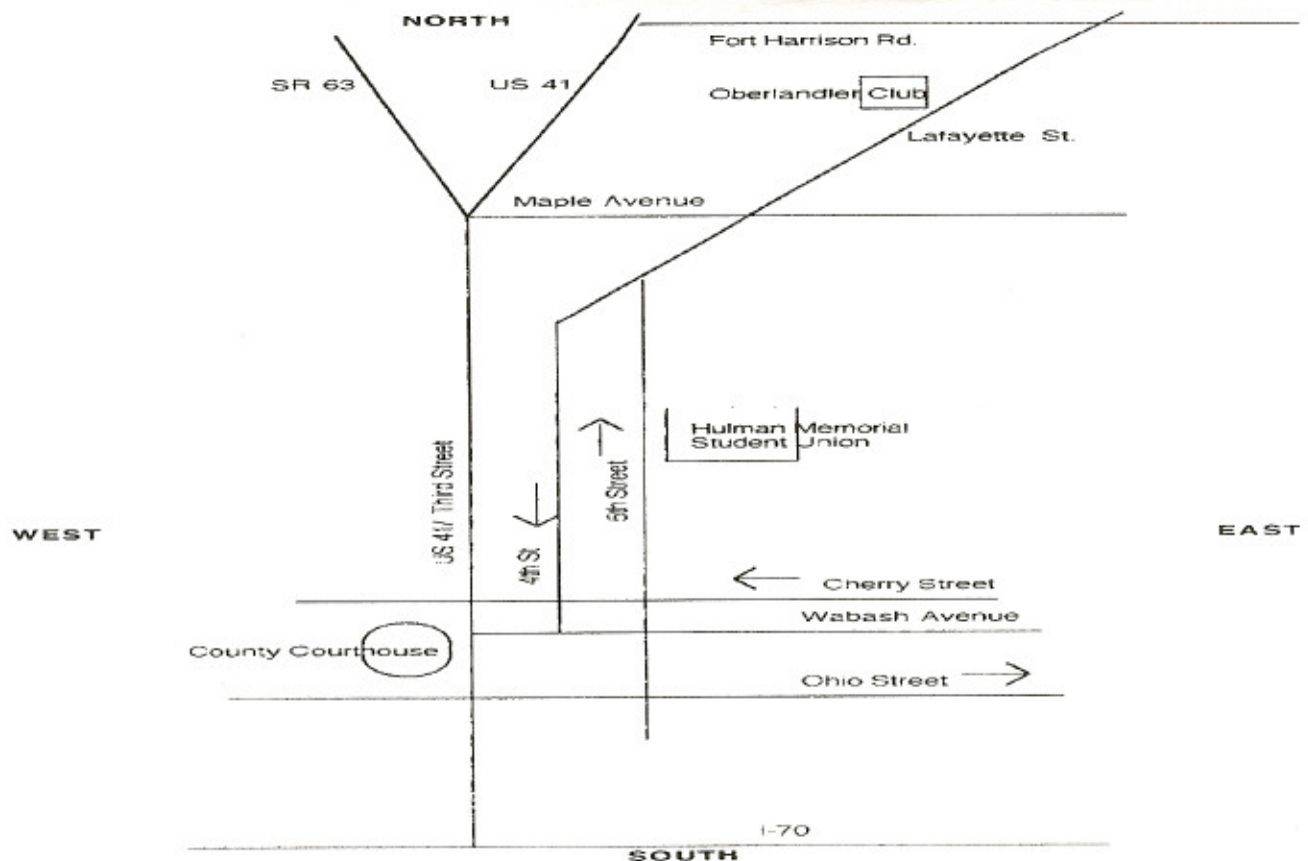 NORTH
Fort Harrison Rd.
SR 63
US 41
Oberlandler Club
Lafayette St.
Maple Avenue
Hulman Memorial
Student Union
US 41/ Third Street
5th Street
4th St
WEST
EAST
Cherry Street
Wabash Avenue
County Courthouse
Ohio Street
I-70
SOUTH